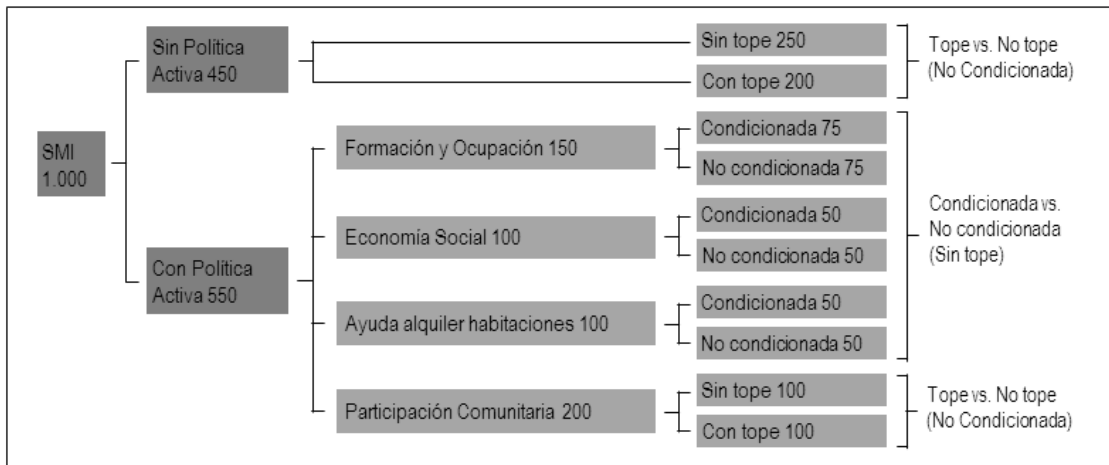 Sin Política
Activa 450
Sin tope 250
Con tope 200
Tope vs. No tope
(No Condicionada)
SMI
1.000
Con Política
Activa 550
Formación y Ocupación 150
Condicionada 75
No condicionada 75
Economía Social 100
Condicionada 50
No condicionada 50
Ayuda alquiler habitaciones 100
Condicionada 50
No condicionada 50
Condicionada vs.
No condicionada
(Sin tope)
Participación Comunitaria 200
Sin tope 100
Con tope 100
Tope vs. No tope
(No Condicionada)